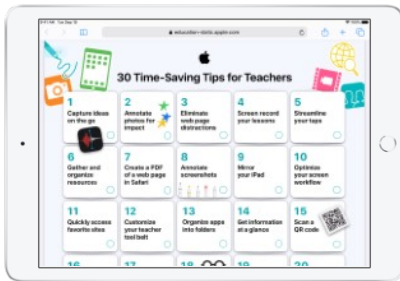 education-static.apple.com
30 Time-Saving Tips for Teachers
1
Capture ideas
on the go
2
Annotate
photos for
impact
3
Eliminate
web page
distractions
4
Screen record
your lessons
5
Streamline
your taps
6
Gather and
organize
resources
7
Create a PDF
of a web page
in Safari
8
Annotate
screenshots
9
Mirror
your iPad
10
Optimize
your screen
workflow
11
Quickly access
favorite sites
12
Customize
your teacher
tool belt
13
Organize apps
into folders
14
Get information
at a glance
15
Scan a
QR code
16
17
18
19
20